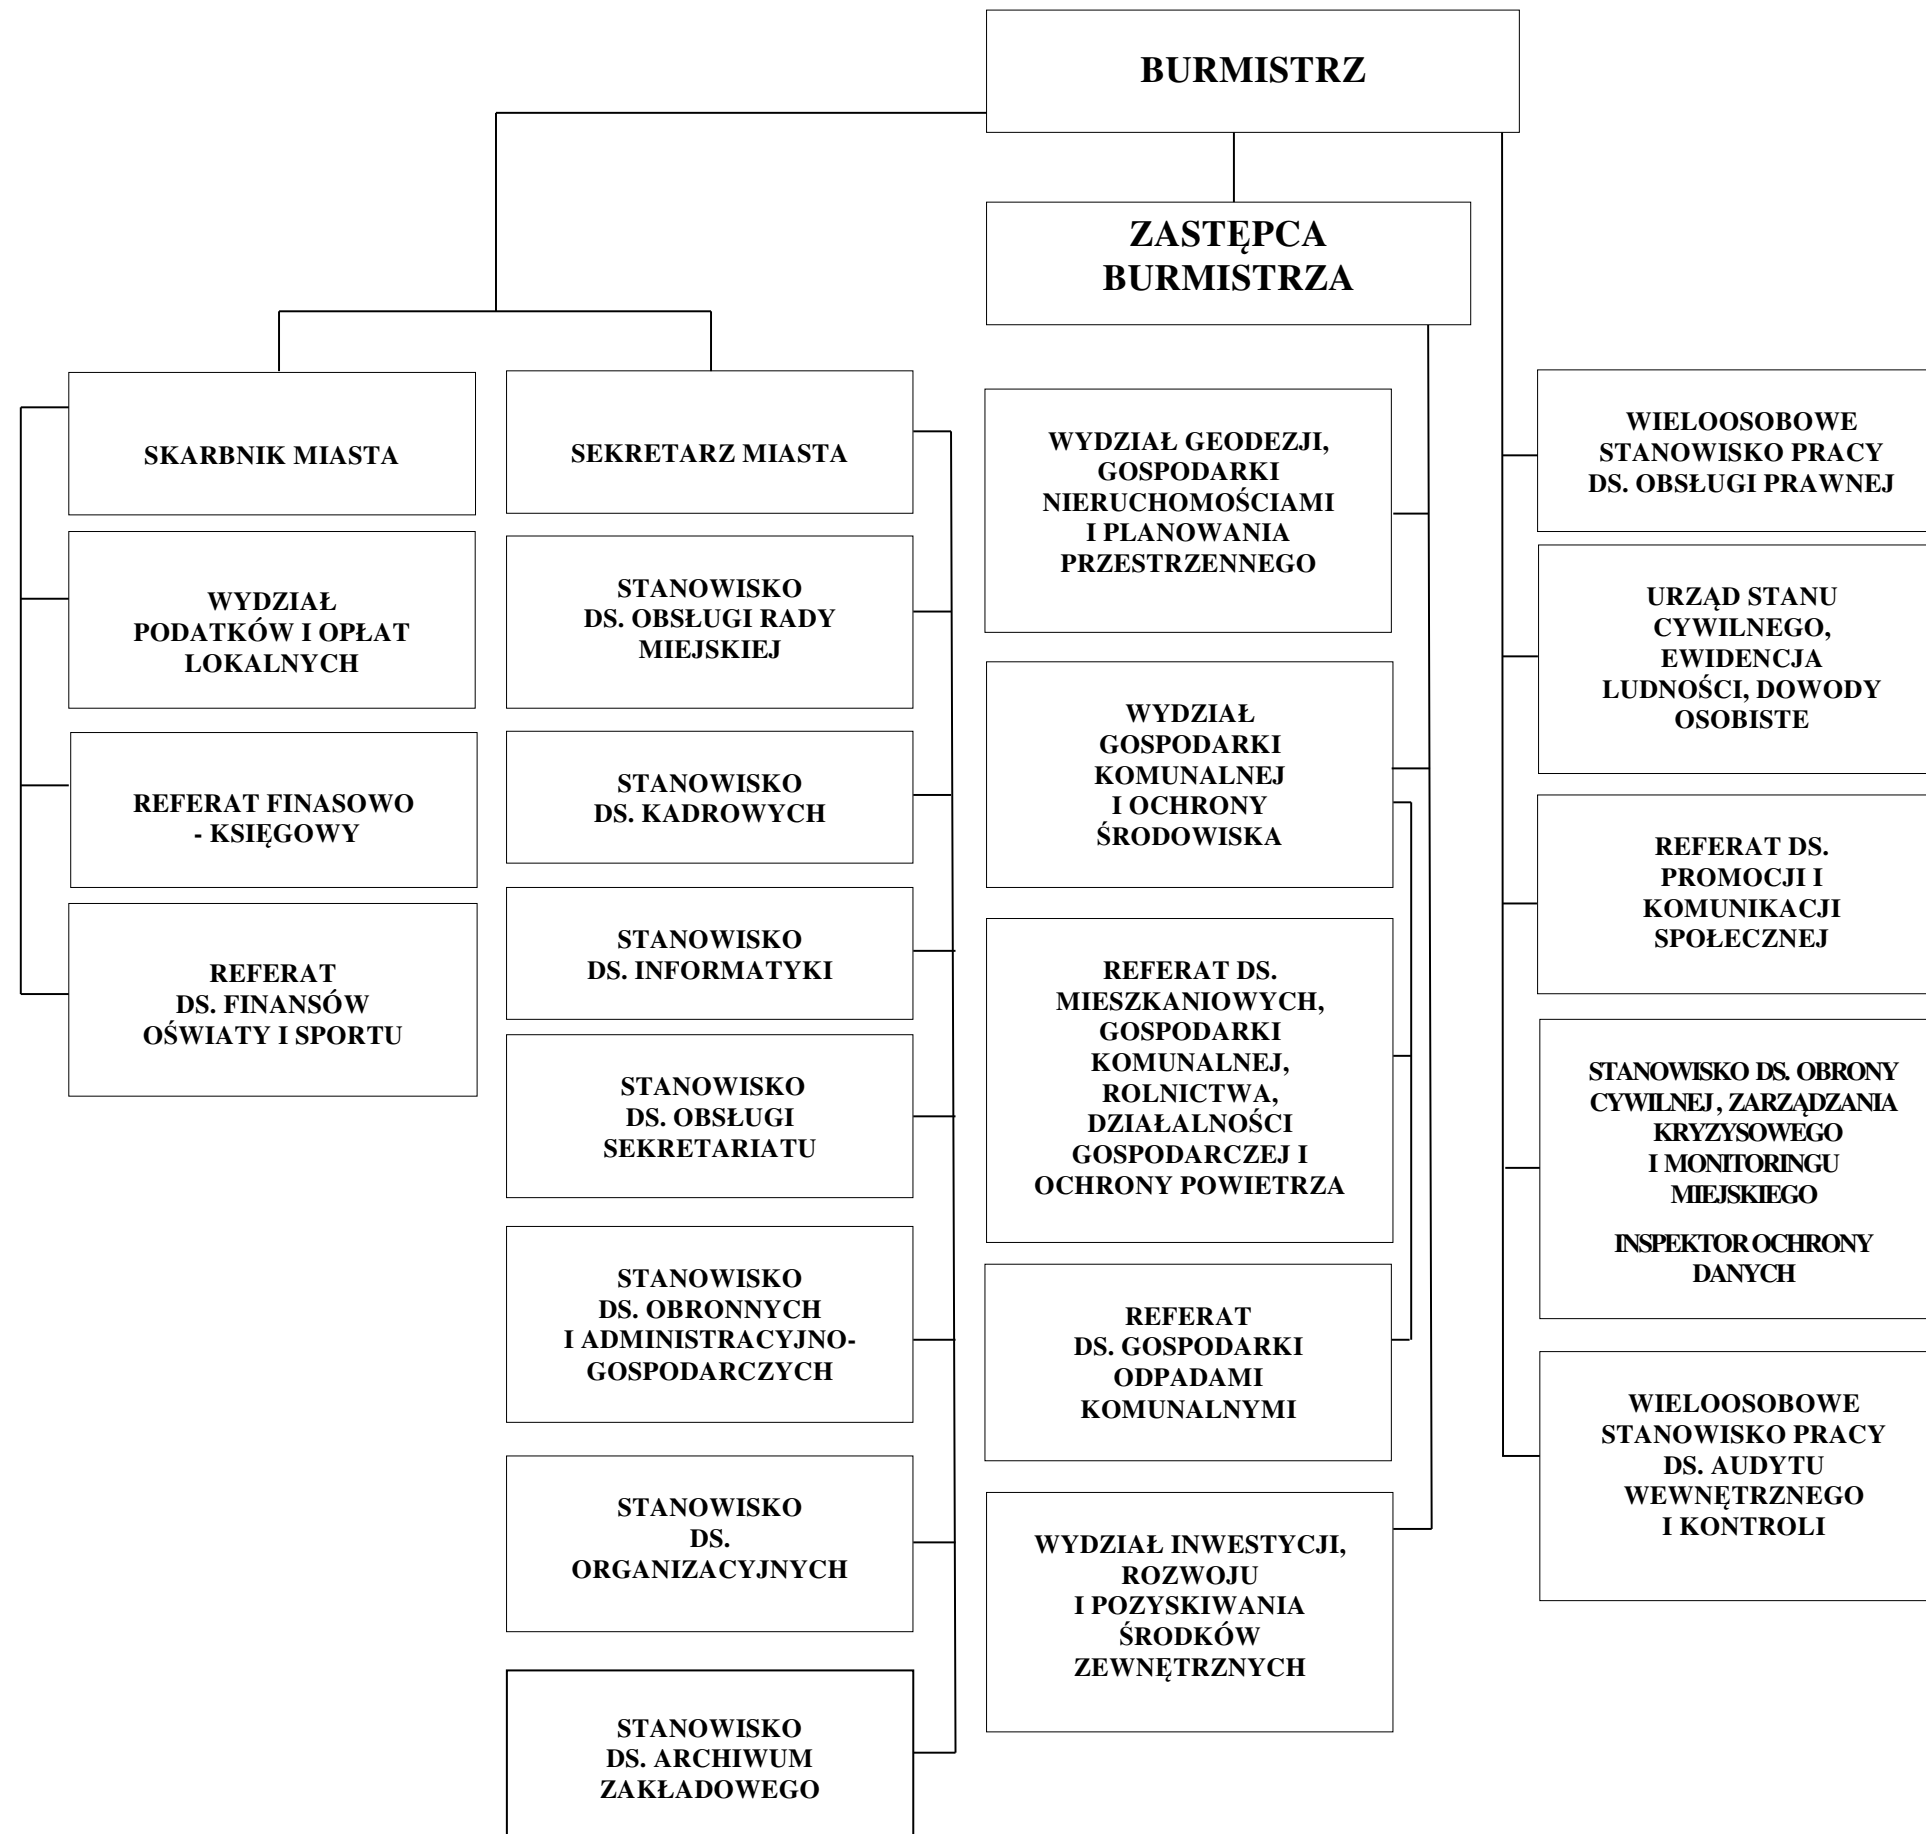 BURMISTRZ
ZASTĘPCA
BURMISTRZA
SKARBNIK MIASTA
WYDZIAŁ
PODATKÓW I OPŁAT
LOKALNYCH
REFERAT FINASOWO
- KSIĘGOWY
REFERAT
DS. FINANSÓW
OŚWIATY I SPORTU
SEKRETARZ MIASTA
STANOWISKO
DS. OBSŁUGI RADY
MIEJSKIEJ
STANOWISKO
DS. KADROWYCH
STANOWISKO
DS. INFORMATYKI
STANOWISKO
DS. OBSŁUGI
SEKRETARIATU
STANOWISKO
DS. OBRONNYCH
I ADMINISTRACYJNO-
GOSPODARCZYCH
STANOWISKO
DS.
ORGANIZACYJNYCH
STANOWISKO
DS. ARCHIWUM
ZAKŁADOWEGO
WYDZIAŁ GEODEZJI,
GOSPODARKI
NIERUCHOMOŚCIAMI
I PLANOWANIA
PRZESTRZENNEGO
WYDZIAŁ
GOSPODARKI
KOMUNALNEJ
I OCHRONY
ŚRODOWISKA
REFERAT DS.
MIESZKANIOWYCH,
GOSPODARKI
KOMUNALNEJ,
ROLNICTWA,
DZIAŁALNOŚCI
GOSPODARCZEJ I
OCHRONY POWIETRZA
REFERAT
DS. GOSPODARKI
ODPADAMI
KOMUNALNYMI
WYDZIAŁ INWESTYCJI,
ROZWOJU
I POZYSKIWANIA
ŚRODKÓW
ZEWNĘTRZNYCH
WIELOOSOBOWE
STANOWISKO PRACY
DS. OBSŁUGI PRAWNEJ
URZĄD STANU
CYWILNEGO,
EWIDENCJA
LUDNOŚCI, DOWODY
OSOBISTE
REFERAT DS.
PROMOCJI I
KOMUNIKACJI
SPOŁECZNEJ
STANOWISKO DS. OBRONY
CYWILNEJ , ZARZĄDZANIA
KRYZYSOWEGO
I MONITORINGU
MIEJSKIEGO
INSPEKTOR OCHRONY
DANYCH
WIELOOSOBOWE
STANOWISKO PRACY
DS. AUDYTU
WEWNĘTRZNEGO
I KONTROLI